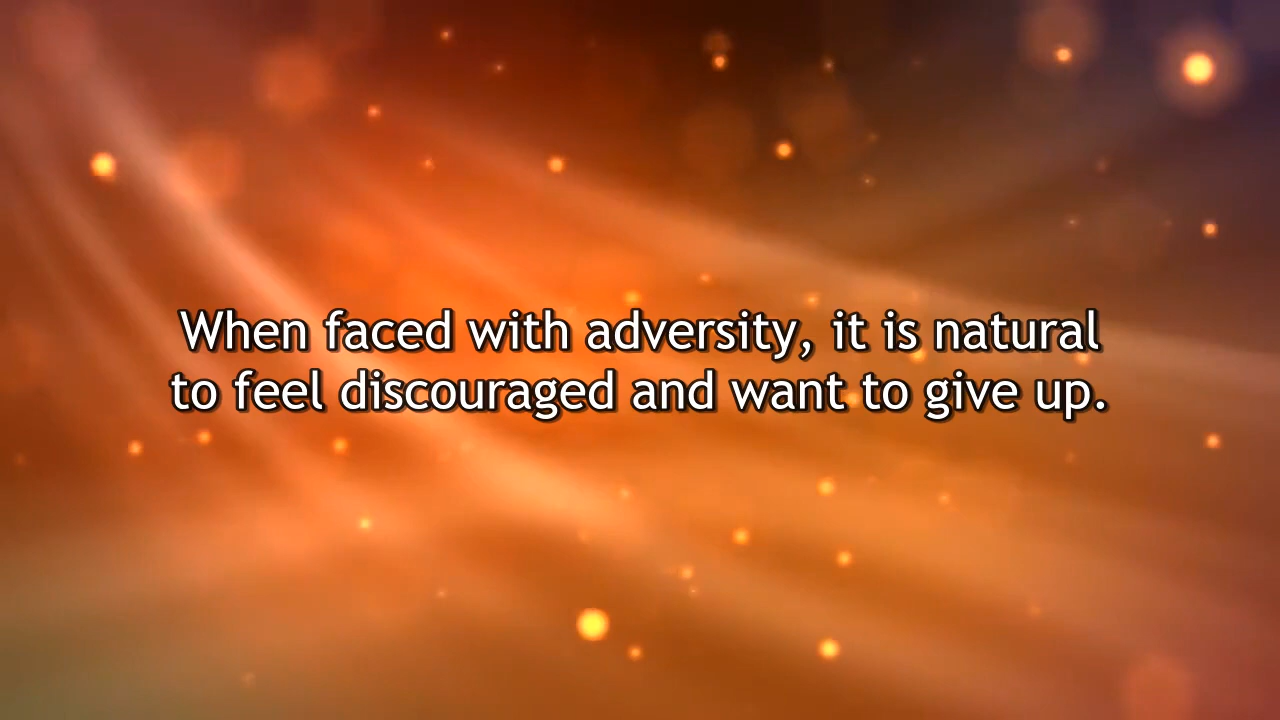 When faced with adversity, it is natural
to feel discouraged and want to give up.